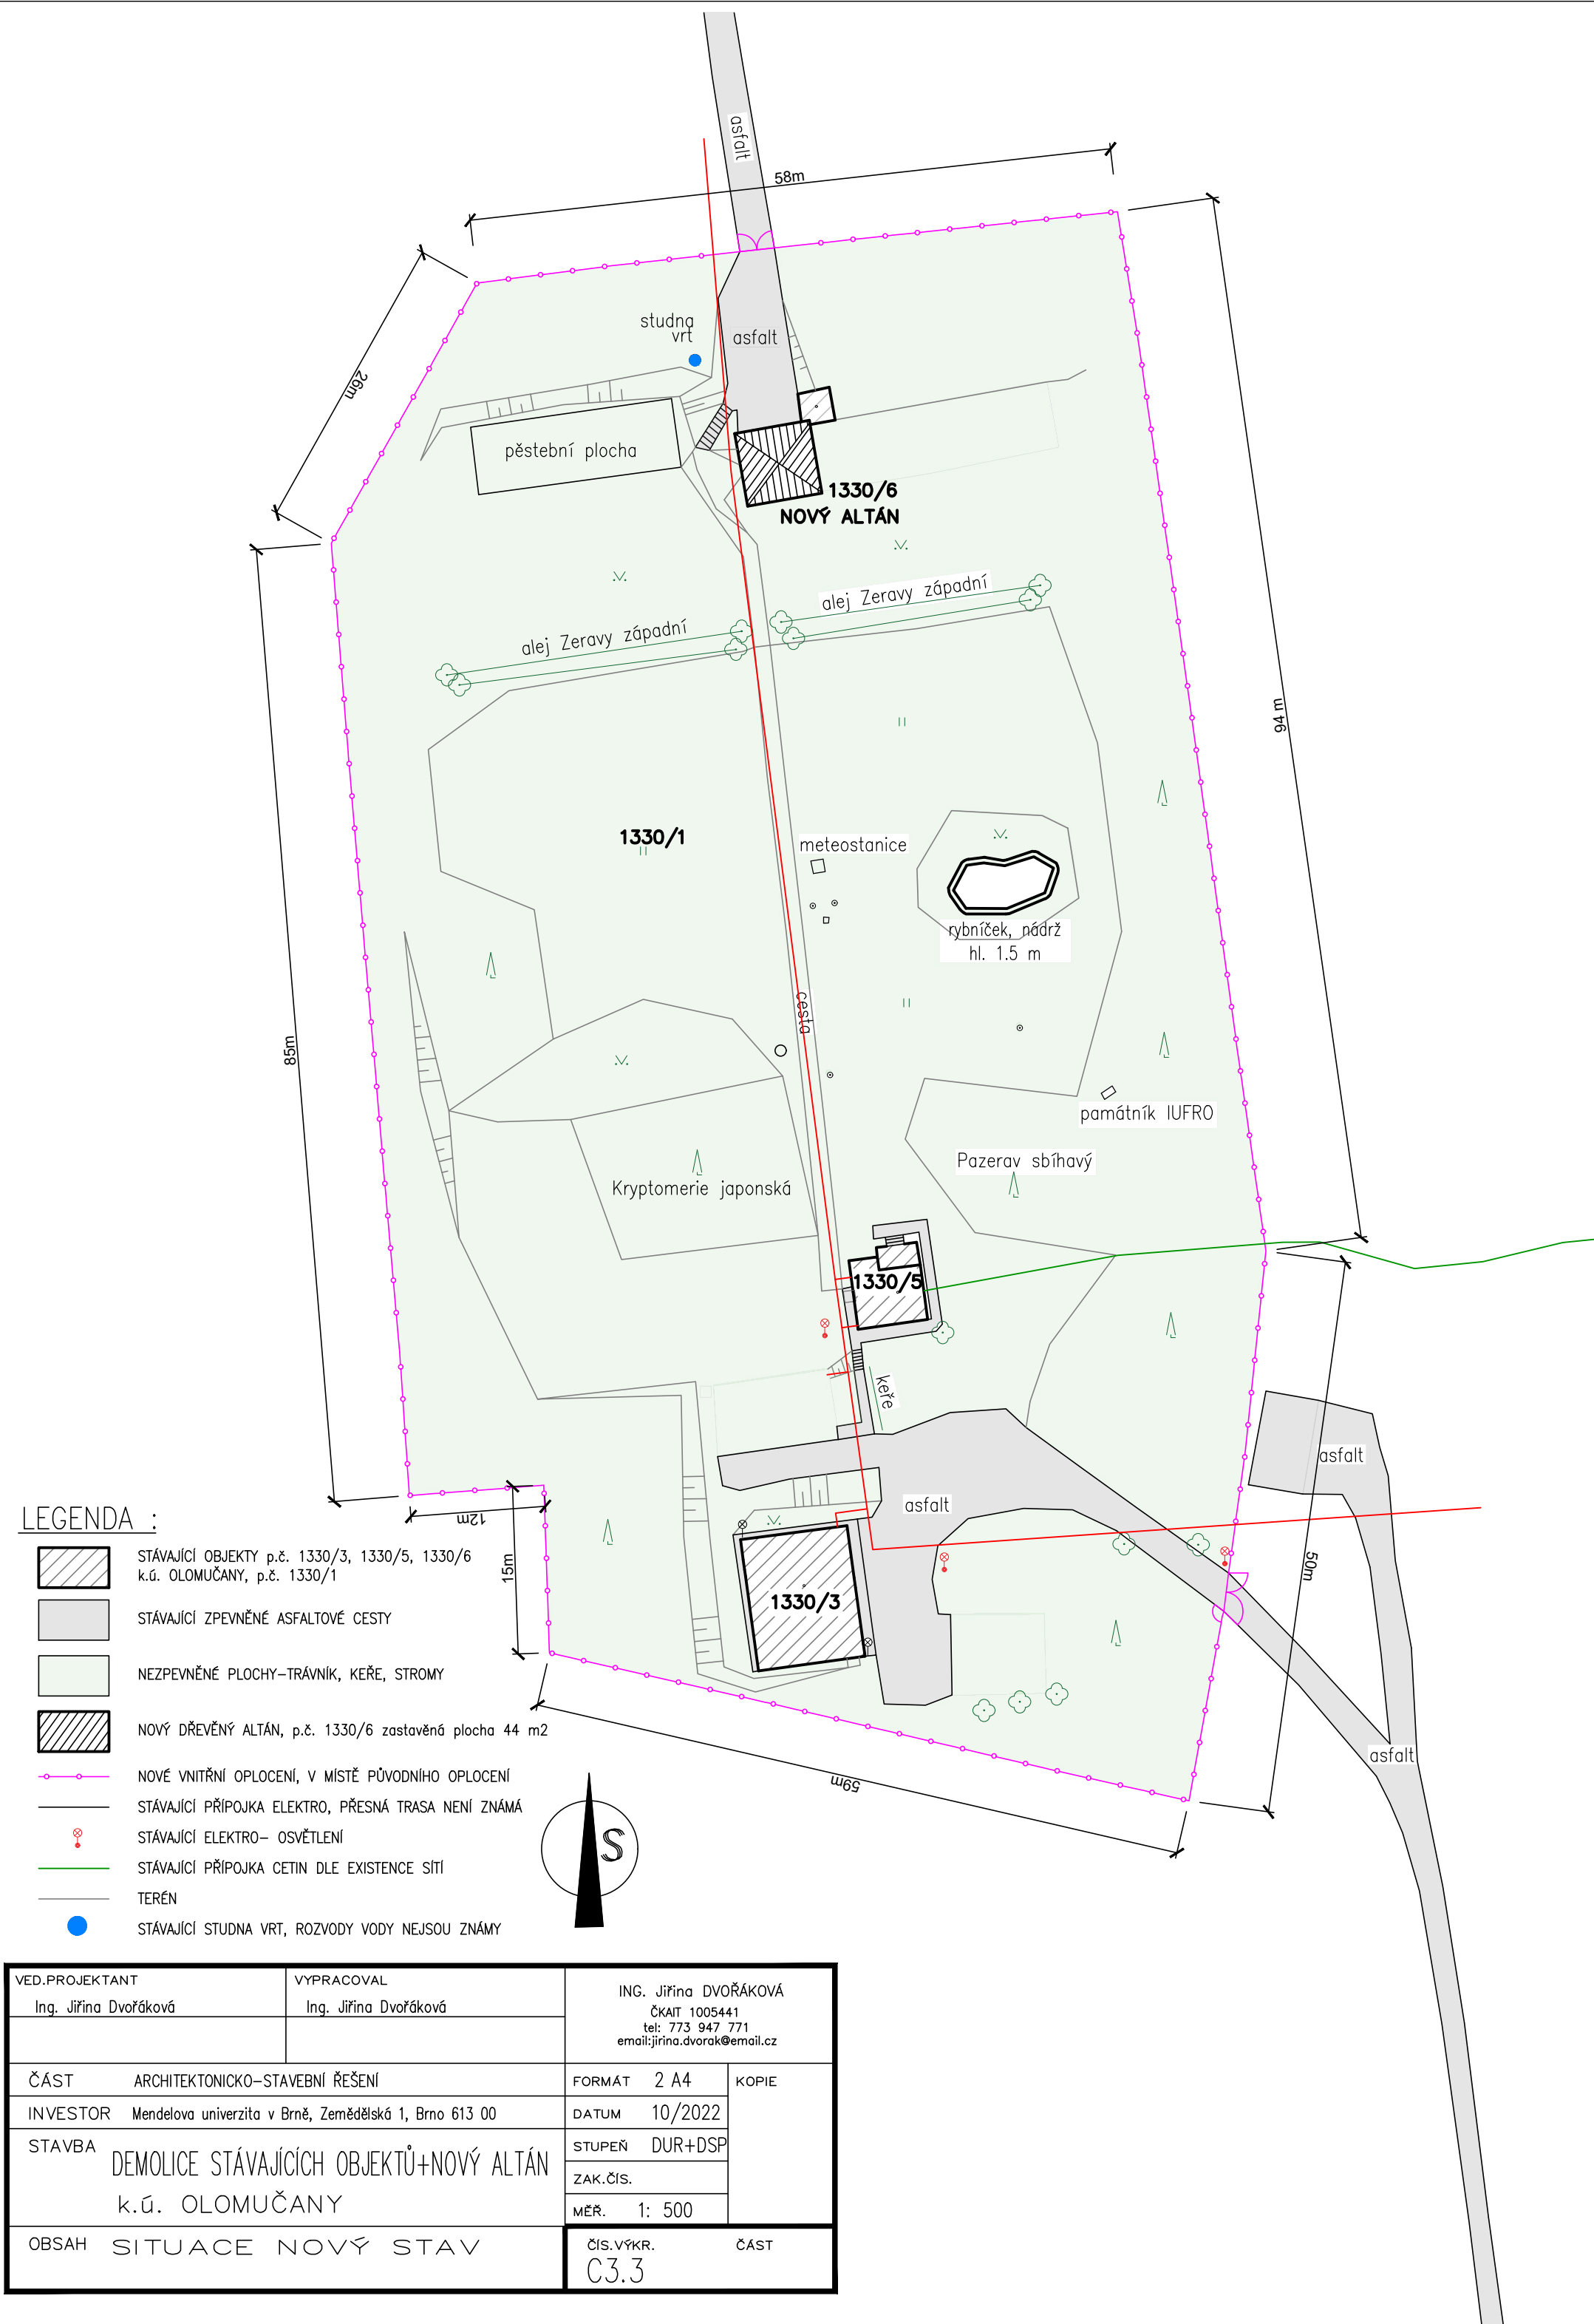 asfalt
58m
studna
vrt
asfalt
26m
pěstební plocha
1330/6
NOVÝ ALTÁN
alej Zeravy západní
alej Zeravy západní
94 m
1330/1
meteostanice
rybníček, nádrž
hl. 1.5 m
cesta
85m
památník IUFRO
Pazerav sbíhavý
Kryptomerie japonská
1330/5
keře
asfalt
asfalt
12m
15m
50m
1330/3
asfalt
59m
LEGENDA :
STÁVAJÍCÍ OBJEKTY p.č. 1330/3, 1330/5, 1330/6
k.ú. OLOMUČANY, p.č. 1330/1
STÁVAJÍCÍ ZPEVNĚNÉ ASFALTOVÉ CESTY
NEZPEVNĚNÉ PLOCHY-TRÁVNÍK, KEŘE, STROMY
NOVÝ DŘEVĚNÝ ALTÁN, p.č. 1330/6 zastavěná plocha 44 m2
NOVÉ VNITŘNÍ OPLOCENÍ, V MÍSTĚ PŮVODNÍHO OPLOCENÍ
STÁVAJÍCÍ PŘÍPOJKA ELEKTRO, PŘESNÁ TRASA NENÍ ZNÁMÁ
STÁVAJÍCÍ ELEKTRO- OSVĚTLENÍ
STÁVAJÍCÍ PŘÍPOJKA CETIN DLE EXISTENCE SÍTÍ
TERÉN
STÁVAJÍCÍ STUDNA VRT, ROZVODY VODY NEJSOU ZNÁMY
S
VED.PROJEKTANT
Ing. Jiřina Dvořáková
VYPRACOVAL
Ing. Jiřina Dvořáková
ING. Jiřina DVOŘÁKOVÁ
ČKAIT 1005441
tel: 773 947 771
email:jirina.dvorak@email.cz
ČÁST ARCHITEKTONICKO-STAVEBNÍ ŘEŠENÍ
INVESTOR Mendelova univerzita v Brně, Zemědělská 1, Brno 613 00
STAVBA DEMOLICE STÁVAJÍCÍCH OBJEKTŮ+NOVÝ ALTÁN
k.ú. OLOMUČANY
FORMÁT 2 A4
KOPIE
DATUM 10/2022
STUPEŇ DUR+DSP
ZAK.ČÍS.
MĚŘ. 1: 500
OBSAH SITUACE NOVÝ STAV
ČÍS.VÝKR. ČÁST
C3.3